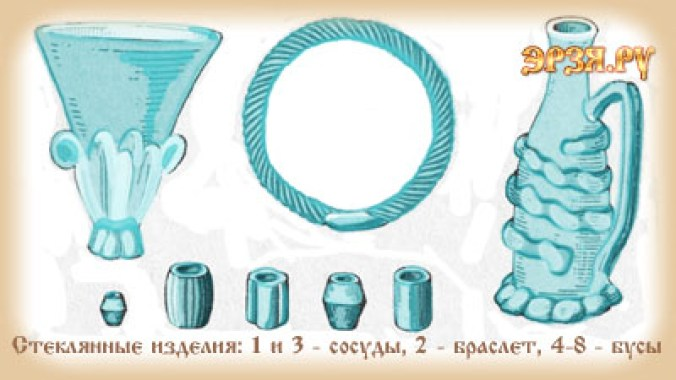 ЭРЗЯ.РУ
Стеклянные изделия: 1 и 3 - сосуды, 2 - браслет, 4-8 - бусы